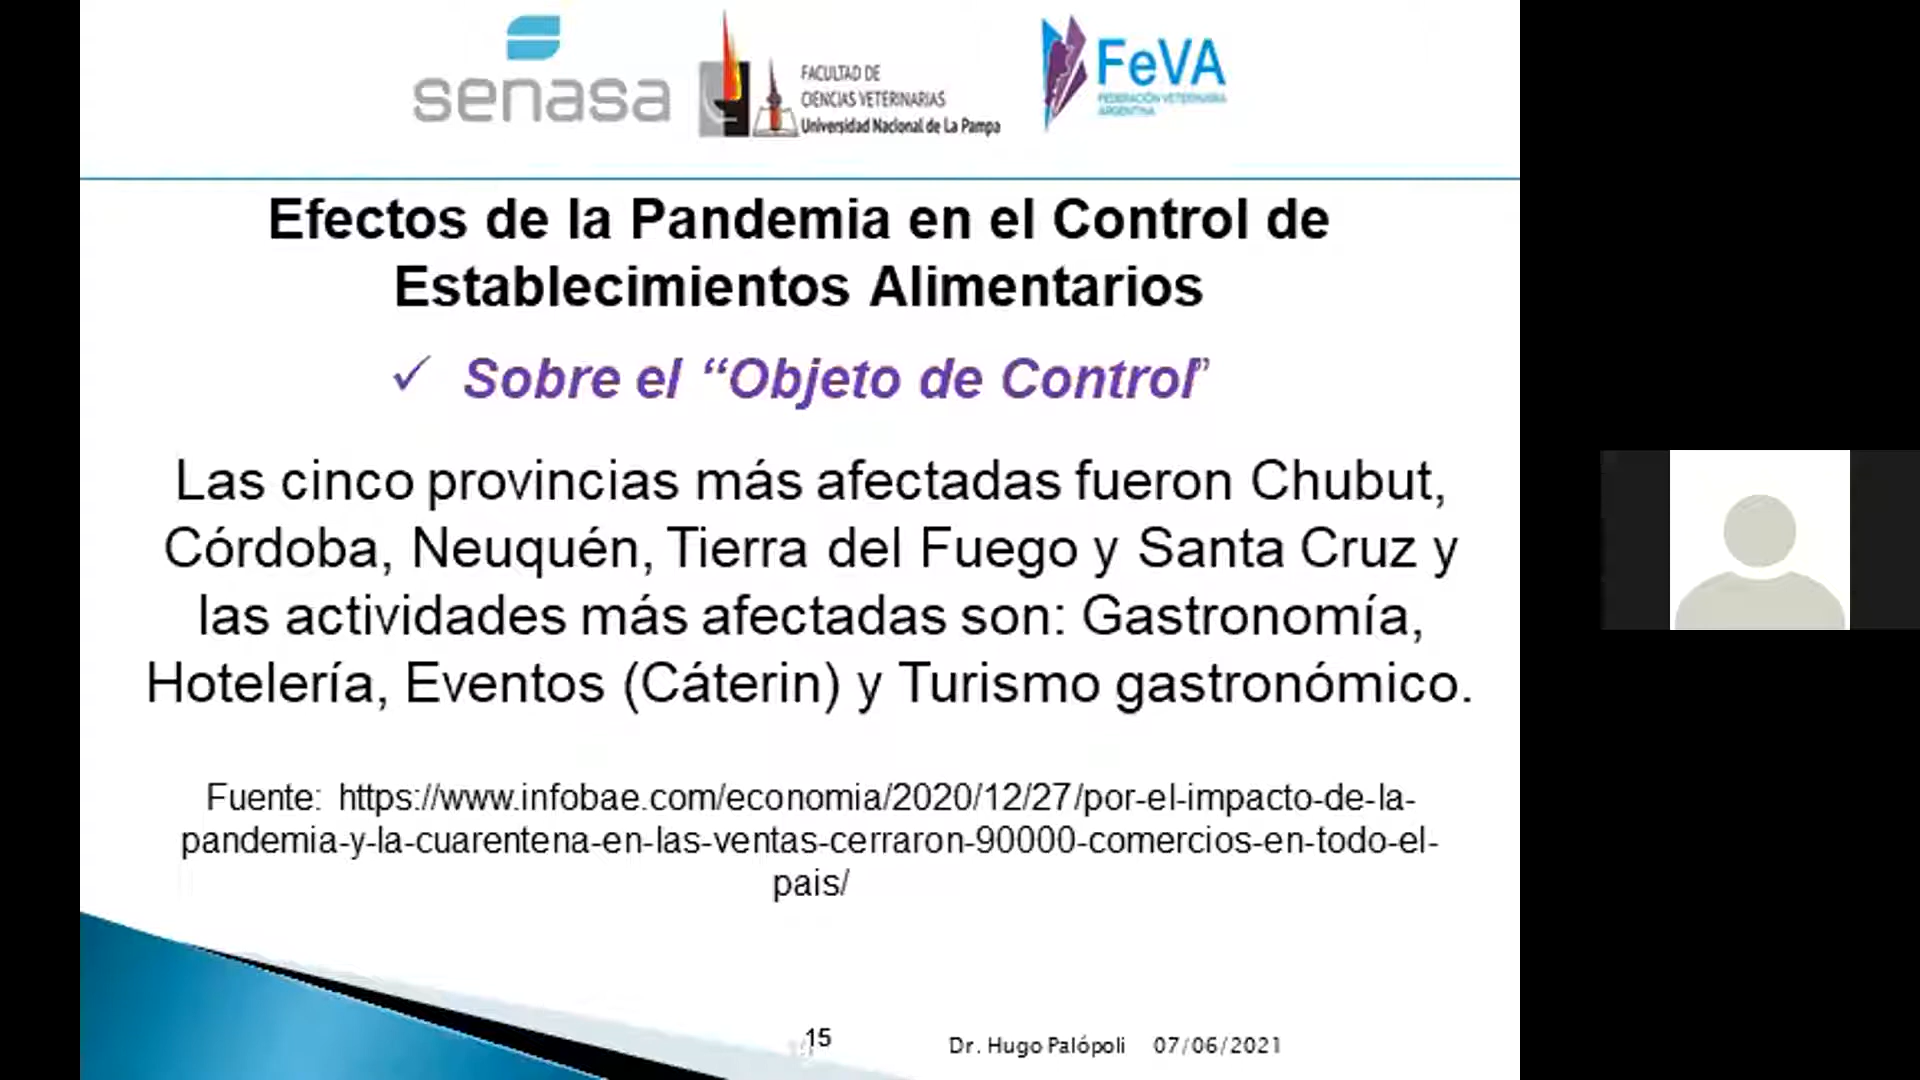 senasa
FACULTAD DE
CIENCIAS VETERINARIAS
Universidad Nacional de La Pampa
FeVA
FEDERACIÓN VETERINARIA
ARGENTINA
Efectos de la Pandemia en el Control de
Establecimientos Alimentarios
✓ Sobre el “Objeto de Control”
Las cinco provincias más afectadas fueron Chubut,
Córdoba, Neuquén, Tierra del Fuego y Santa Cruz y
las actividades más afectadas son: Gastronomía,
Hotelería, Eventos (Cáterin) y Turismo gastronómico.
Fuente: https://www.infobae.com/economia/2020/12/27/por-el-impacto-de-la-
pandemia-y-la-cuarentena-en-las-ventas-cerraron-90000-comercios-en-todo-el-
pais/
15
Dr. Hugo Palópoli 07/06/2021